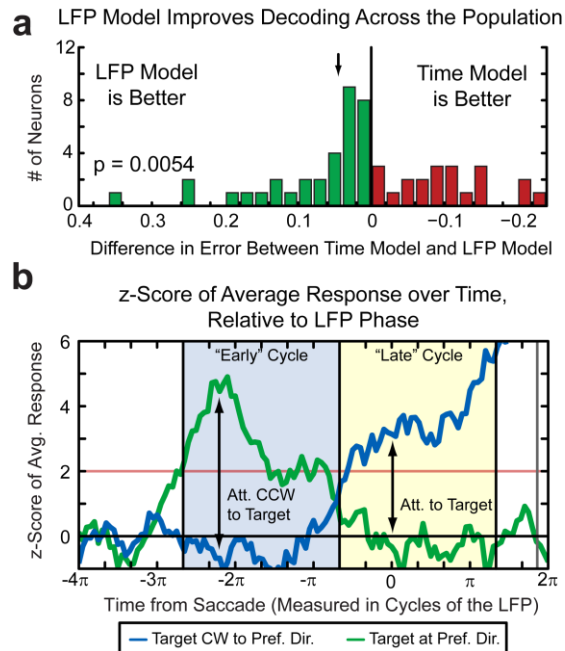 a
LFP Model Improves Decoding Across the Population
LFP Model
is Better
Time Model
is Better
p = 0.0054
# of Neurons
12
8
4
0
0.4 0.3 0.2 0.1 0 -0.1 -0.2
Difference in Error Between Time Model and LFP Model
b
z-Score of Average Response over Time,
Relative to LFP Phase
"Early" Cycle
"Late" Cycle
Att. CCW
to Target
Att. to Target
z-Score of Avg. Response
6
4
2
0
-4π -3π -2π -π 0 π 2π
Time from Saccade (Measured in Cycles of the LFP)
Target CW to Pref. Dir. Target at Pref. Dir.